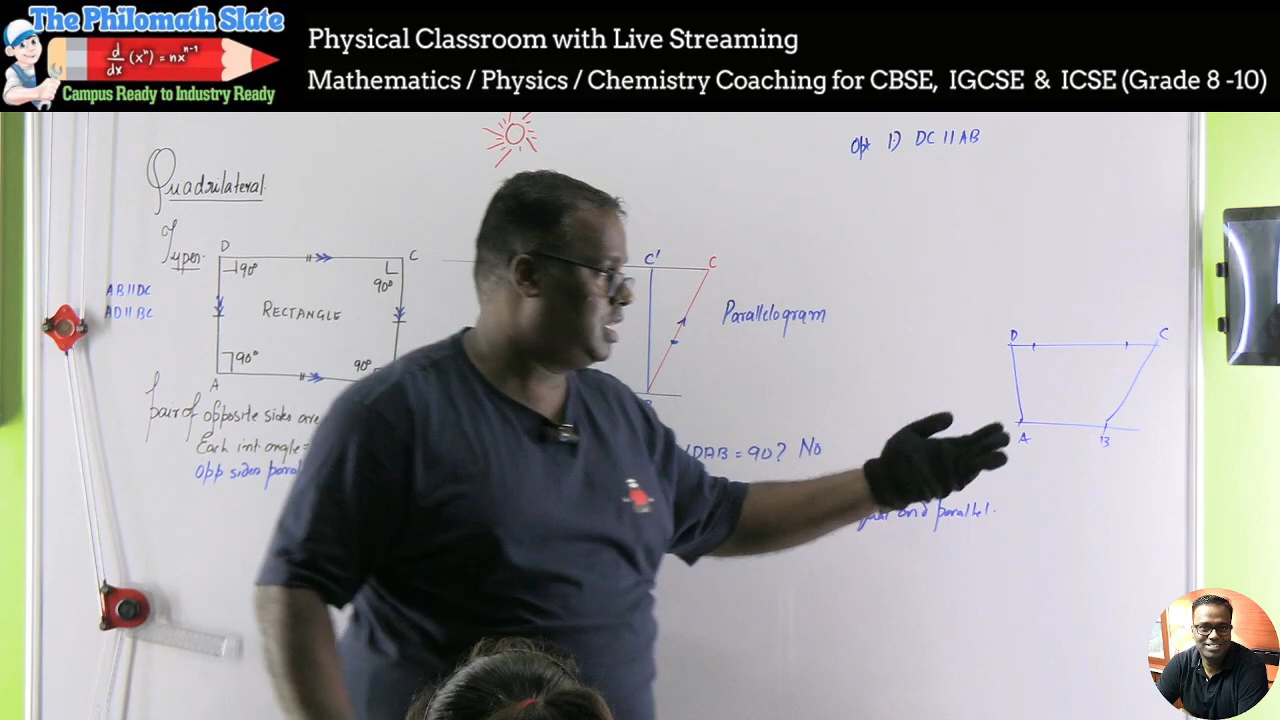 The Philomath Slate
d/dx (xⁿ) = nxⁿ⁻¹
Campus Ready to Industry Ready
Physical Classroom with Live Streaming
Mathematics / Physics / Chemistry Coaching for CBSE, IGCSE & ICSE (Grade 8 -10)
Opt 1) DC || AB
Quadrilateral
Types
D
C
90°
90°
AB || DC
AD || BC
RECTANGLE
90°
90°
A
C'
C
Parallelogram
D
C
A
B
pair of opposite sides are
Each int angle =
Opp sides
DAB = 90? No
and parallel.